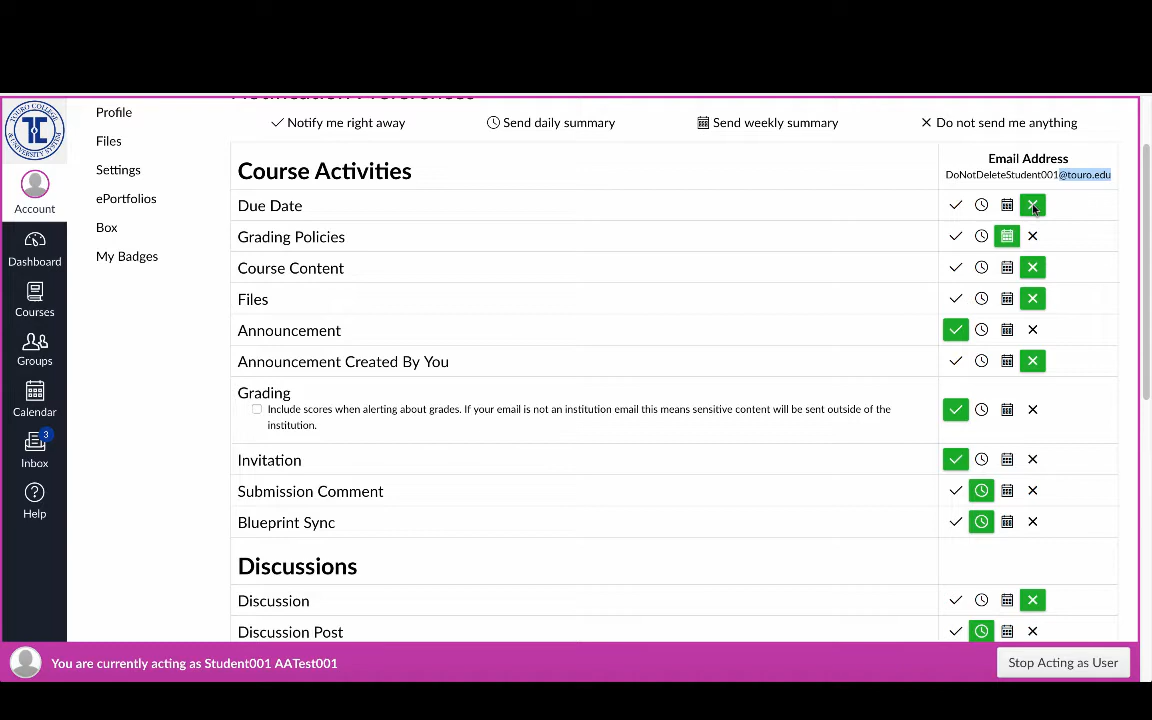 Notification Preferences
Profile
Files
Settings
ePortfolios
Box
My Badges
Account
Dashboard
Courses
Groups
Calendar
3
Inbox
Help
Notify me right away
Send daily summary
Send weekly summary
Do not send me anything
Course Activities
Email Address
DoNotDeleteStudent001@touro.edu
Due Date
Grading Policies
Course Content
Files
Announcement
Announcement Created By You
Grading
Include scores when alerting about grades. If your email is not an institution email this means sensitive content will be sent outside of the
institution.
Invitation
Submission Comment
Blueprint Sync
Discussions
Discussion
Discussion Post
You are currently acting as Student001 AATest001
Stop Acting as User